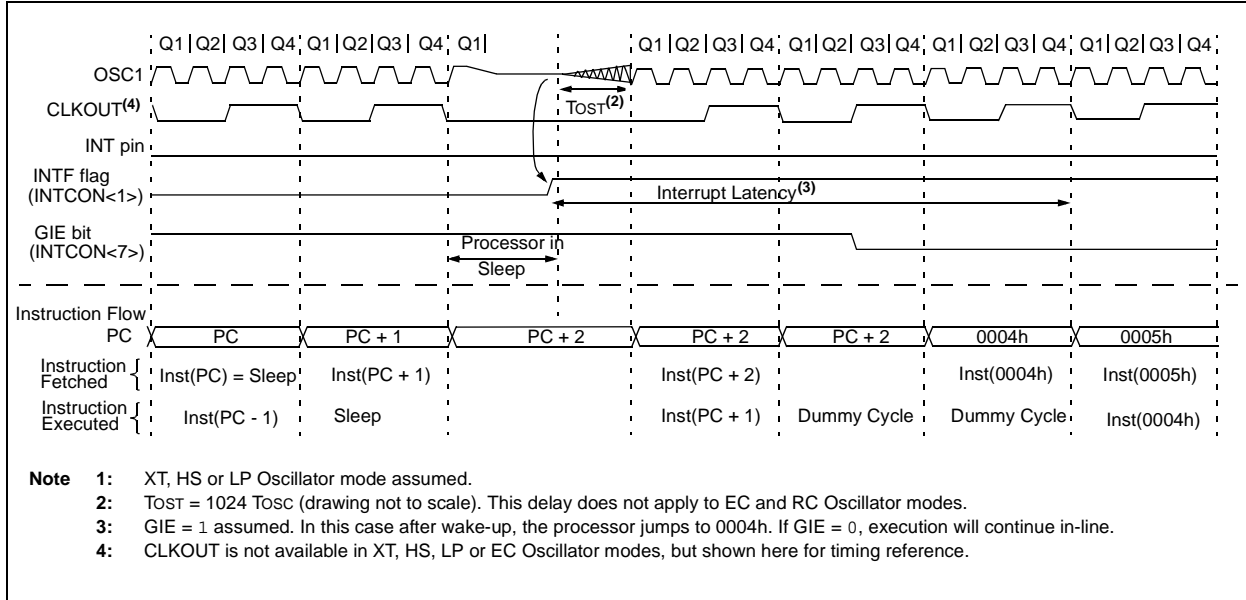 Q1 Q2 Q3 Q4 Q1 Q2 Q3 Q4 Q1 Q1 Q2 Q3 Q4 Q1 Q2 Q3 Q4 Q1 Q2 Q3 Q4 Q1 Q2 Q3 Q4
OSC1
CLKOUT(4)
TOST(2)
INT pin
INTF flag
(INTCON<1>)
Interrupt Latency(3)
GIE bit
(INTCON<7>)
Processor in
Sleep
Instruction Flow
PC PC PC + 1 PC + 2 PC + 2 PC + 2 0004h 0005h
Instruction
Fetched
Inst(PC) = Sleep Inst(PC + 1) Inst(PC + 2) Inst(0004h) Inst(0005h)
Instruction
Executed
Inst(PC - 1) Sleep Inst(PC + 1) Dummy Cycle Dummy Cycle Inst(0004h)
Note 1: XT, HS or LP Oscillator mode assumed.
2: TOST = 1024 TOSC (drawing not to scale). This delay does not apply to EC and RC Oscillator modes.
3: GIE = 1 assumed. In this case after wake-up, the processor jumps to 0004h. If GIE = 0, execution will continue in-line.
4: CLKOUT is not available in XT, HS, LP or EC Oscillator modes, but shown here for timing reference.